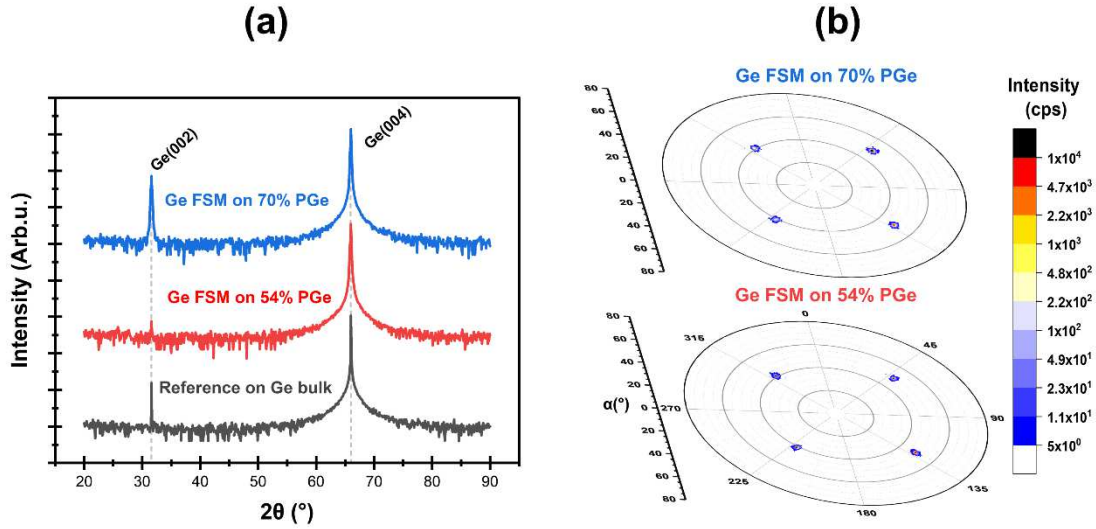 (a)
Ge(002)
Ge(004)
Ge FSM on 70% PGe
Ge FSM on 54% PGe
Reference on Ge bulk
Intensity (Arb.u.)
20 30 40 50 60 70 80 90
2θ (°)
(b)
Ge FSM on 70% PGe
80
60
40
20
0
20
40
60
80
Ge FSM on 54% PGe
80
60
40
20
0
20
40
60
80
α(°)
0
45
90
135
180
225
270
315
Intensity
(cps)
1x10⁴
4.7x10³
2.2x10³
1x10³
4.8x10²
2.2x10²
1x10²
4.9x10¹
2.3x10¹
1.1x10¹
5x10⁰